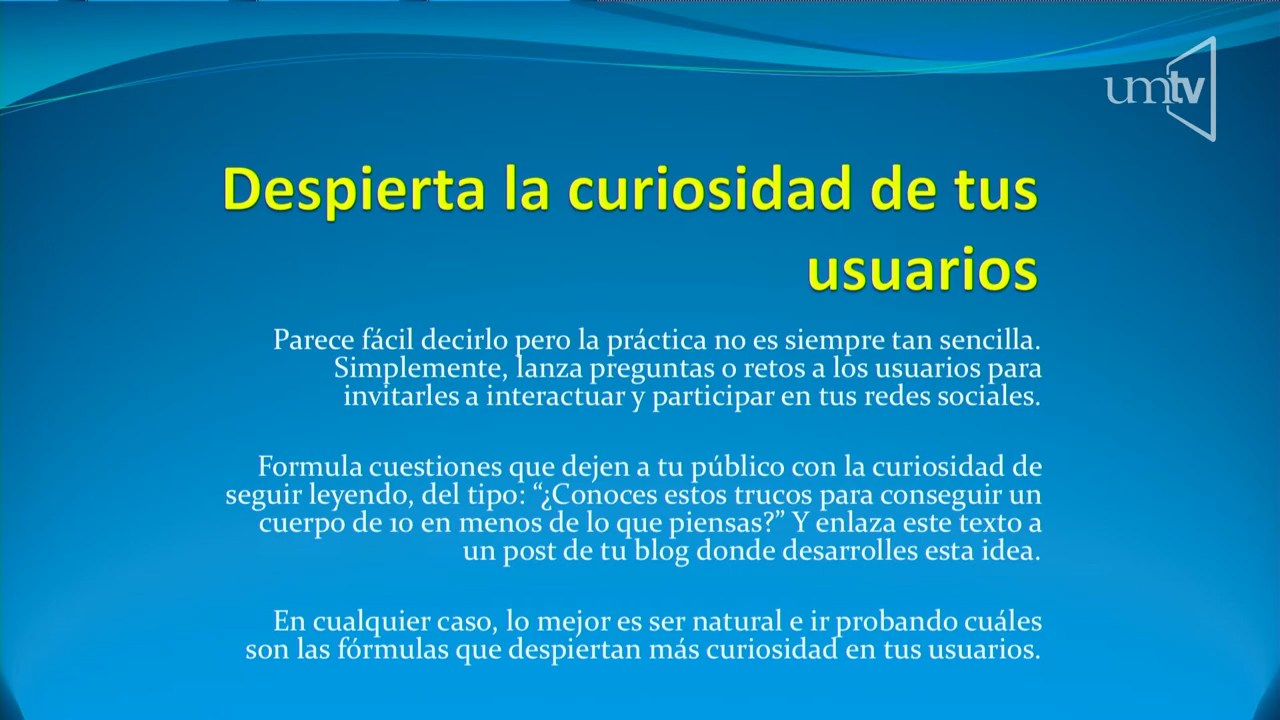 umtv
Despierta la curiosidad de tus
usuarios
Parece fácil decirlo pero la práctica no es siempre tan sencilla.
Simplemente, lanza preguntas o retos a los usuarios para
invitarles a interactuar y participar en tus redes sociales.
Formula cuestiones que dejen a tu público con la curiosidad de
seguir leyendo, del tipo: “¿Conoces estos trucos para conseguir un
cuerpo de 10 en menos de lo que piensas?” Y enlaza este texto a
un post de tu blog donde desarrolles esta idea.
En cualquier caso, lo mejor es ser natural e ir probando cuáles
son las fórmulas que despiertan más curiosidad en tus usuarios.